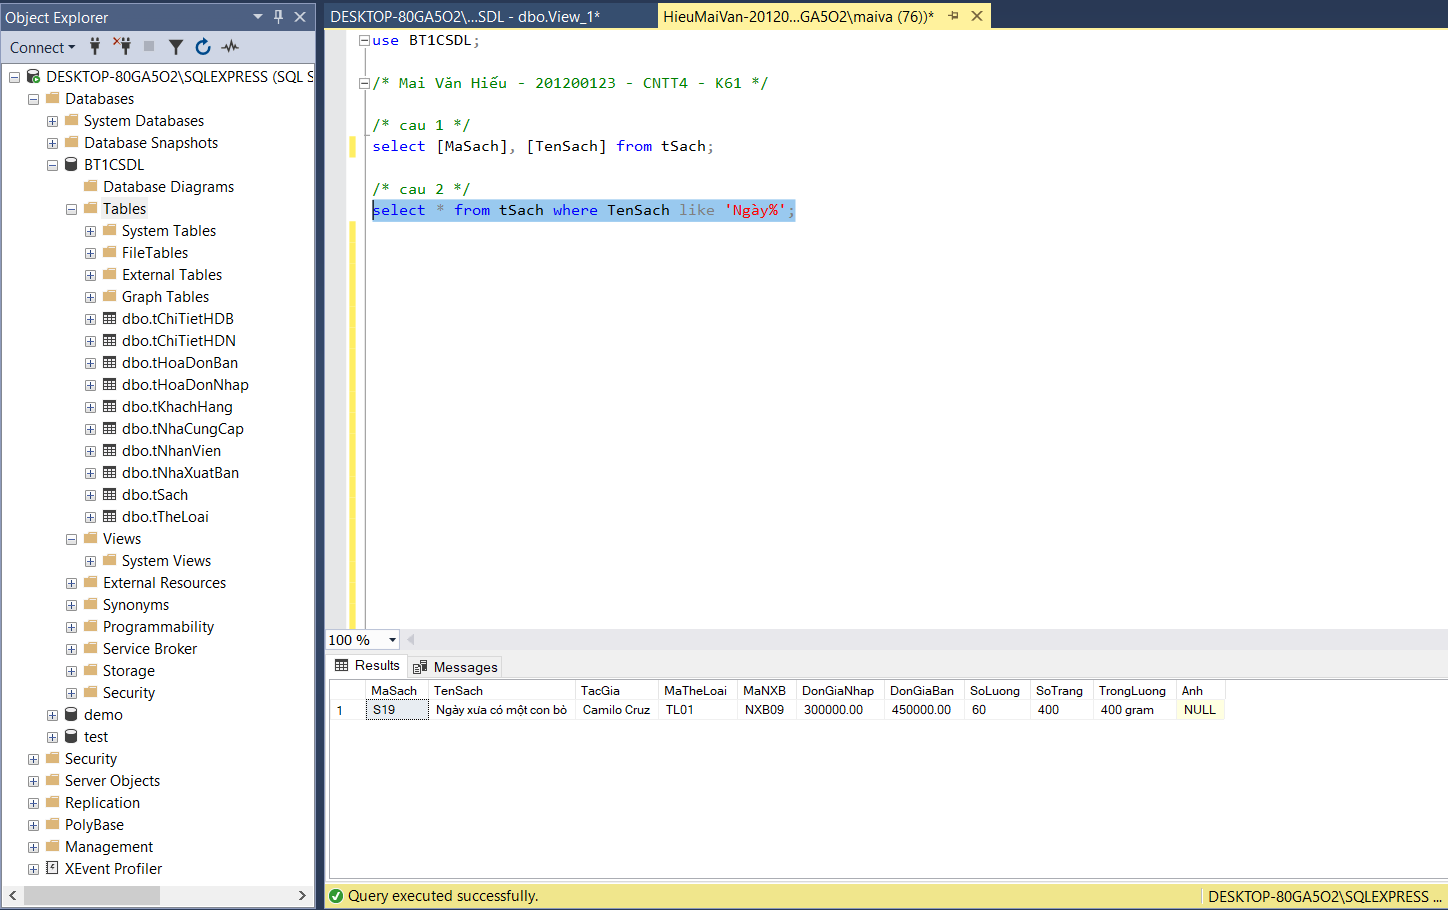 Object Explorer
Connect
DESKTOP-80GA5O2\SQLEXPRESS (SQL S
Databases
System Databases
Database Snapshots
BT1CSDL
Database Diagrams
Tables
System Tables
FileTables
External Tables
Graph Tables
dbo.tChiTietHDB
dbo.tChiTietHDN
dbo.tHoaDonBan
dbo.tHoaDonNhap
dbo.tKhachHang
dbo.tNhaCungCap
dbo.tNhanVien
dbo.tNhaXuatBan
dbo.tSach
dbo.tTheLoai
Views
System Views
External Resources
Synonyms
Programmability
Service Broker
Storage
Security
demo
test
Security
Server Objects
Replication
PolyBase
Management
XEvent Profiler
DESKTOP-80GA5O2\...SDL - dbo.View_1*
HieuMaiVan-20120...GA5O2\maiva (76))*
use BT1CSDL;
/* Mai Văn Hiếu - 201200123 - CNTT4 - K61 */
/* cau 1 */
select [MaSach], [TenSach] from tSach;
/* cau 2 */
select * from tSach where TenSach like 'Ngày%';
100 %
Results Messages
MaSach TenSach TacGia MaTheLoai MaNXB DonGiaNhap DonGiaBan SoLuong SoTrang TrongLuong Anh
1 S19 Ngày xưa có một con bò Camilo Cruz TL01 NXB09 300000.00 450000.00 60 400 400 gram NULL
Query executed successfully.
DESKTOP-80GA5O2\SQLEXPRESS ...